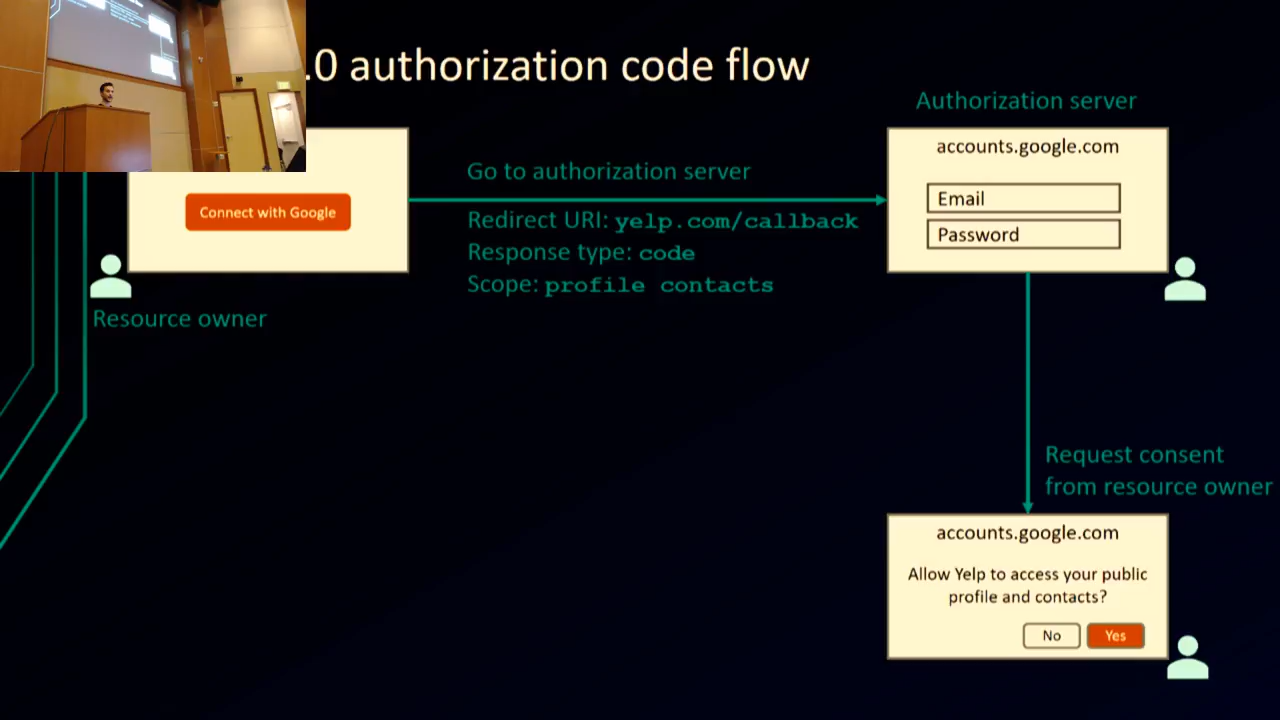 .0 authorization code flow
Authorization server
accounts.google.com
Email
Password
Go to authorization server
Connect with Google
Redirect URI: yelp.com/callback
Response type: code
Scope: profile contacts
Resource owner
Request consent
from resource owner
accounts.google.com
Allow Yelp to access your public
profile and contacts?
No
Yes